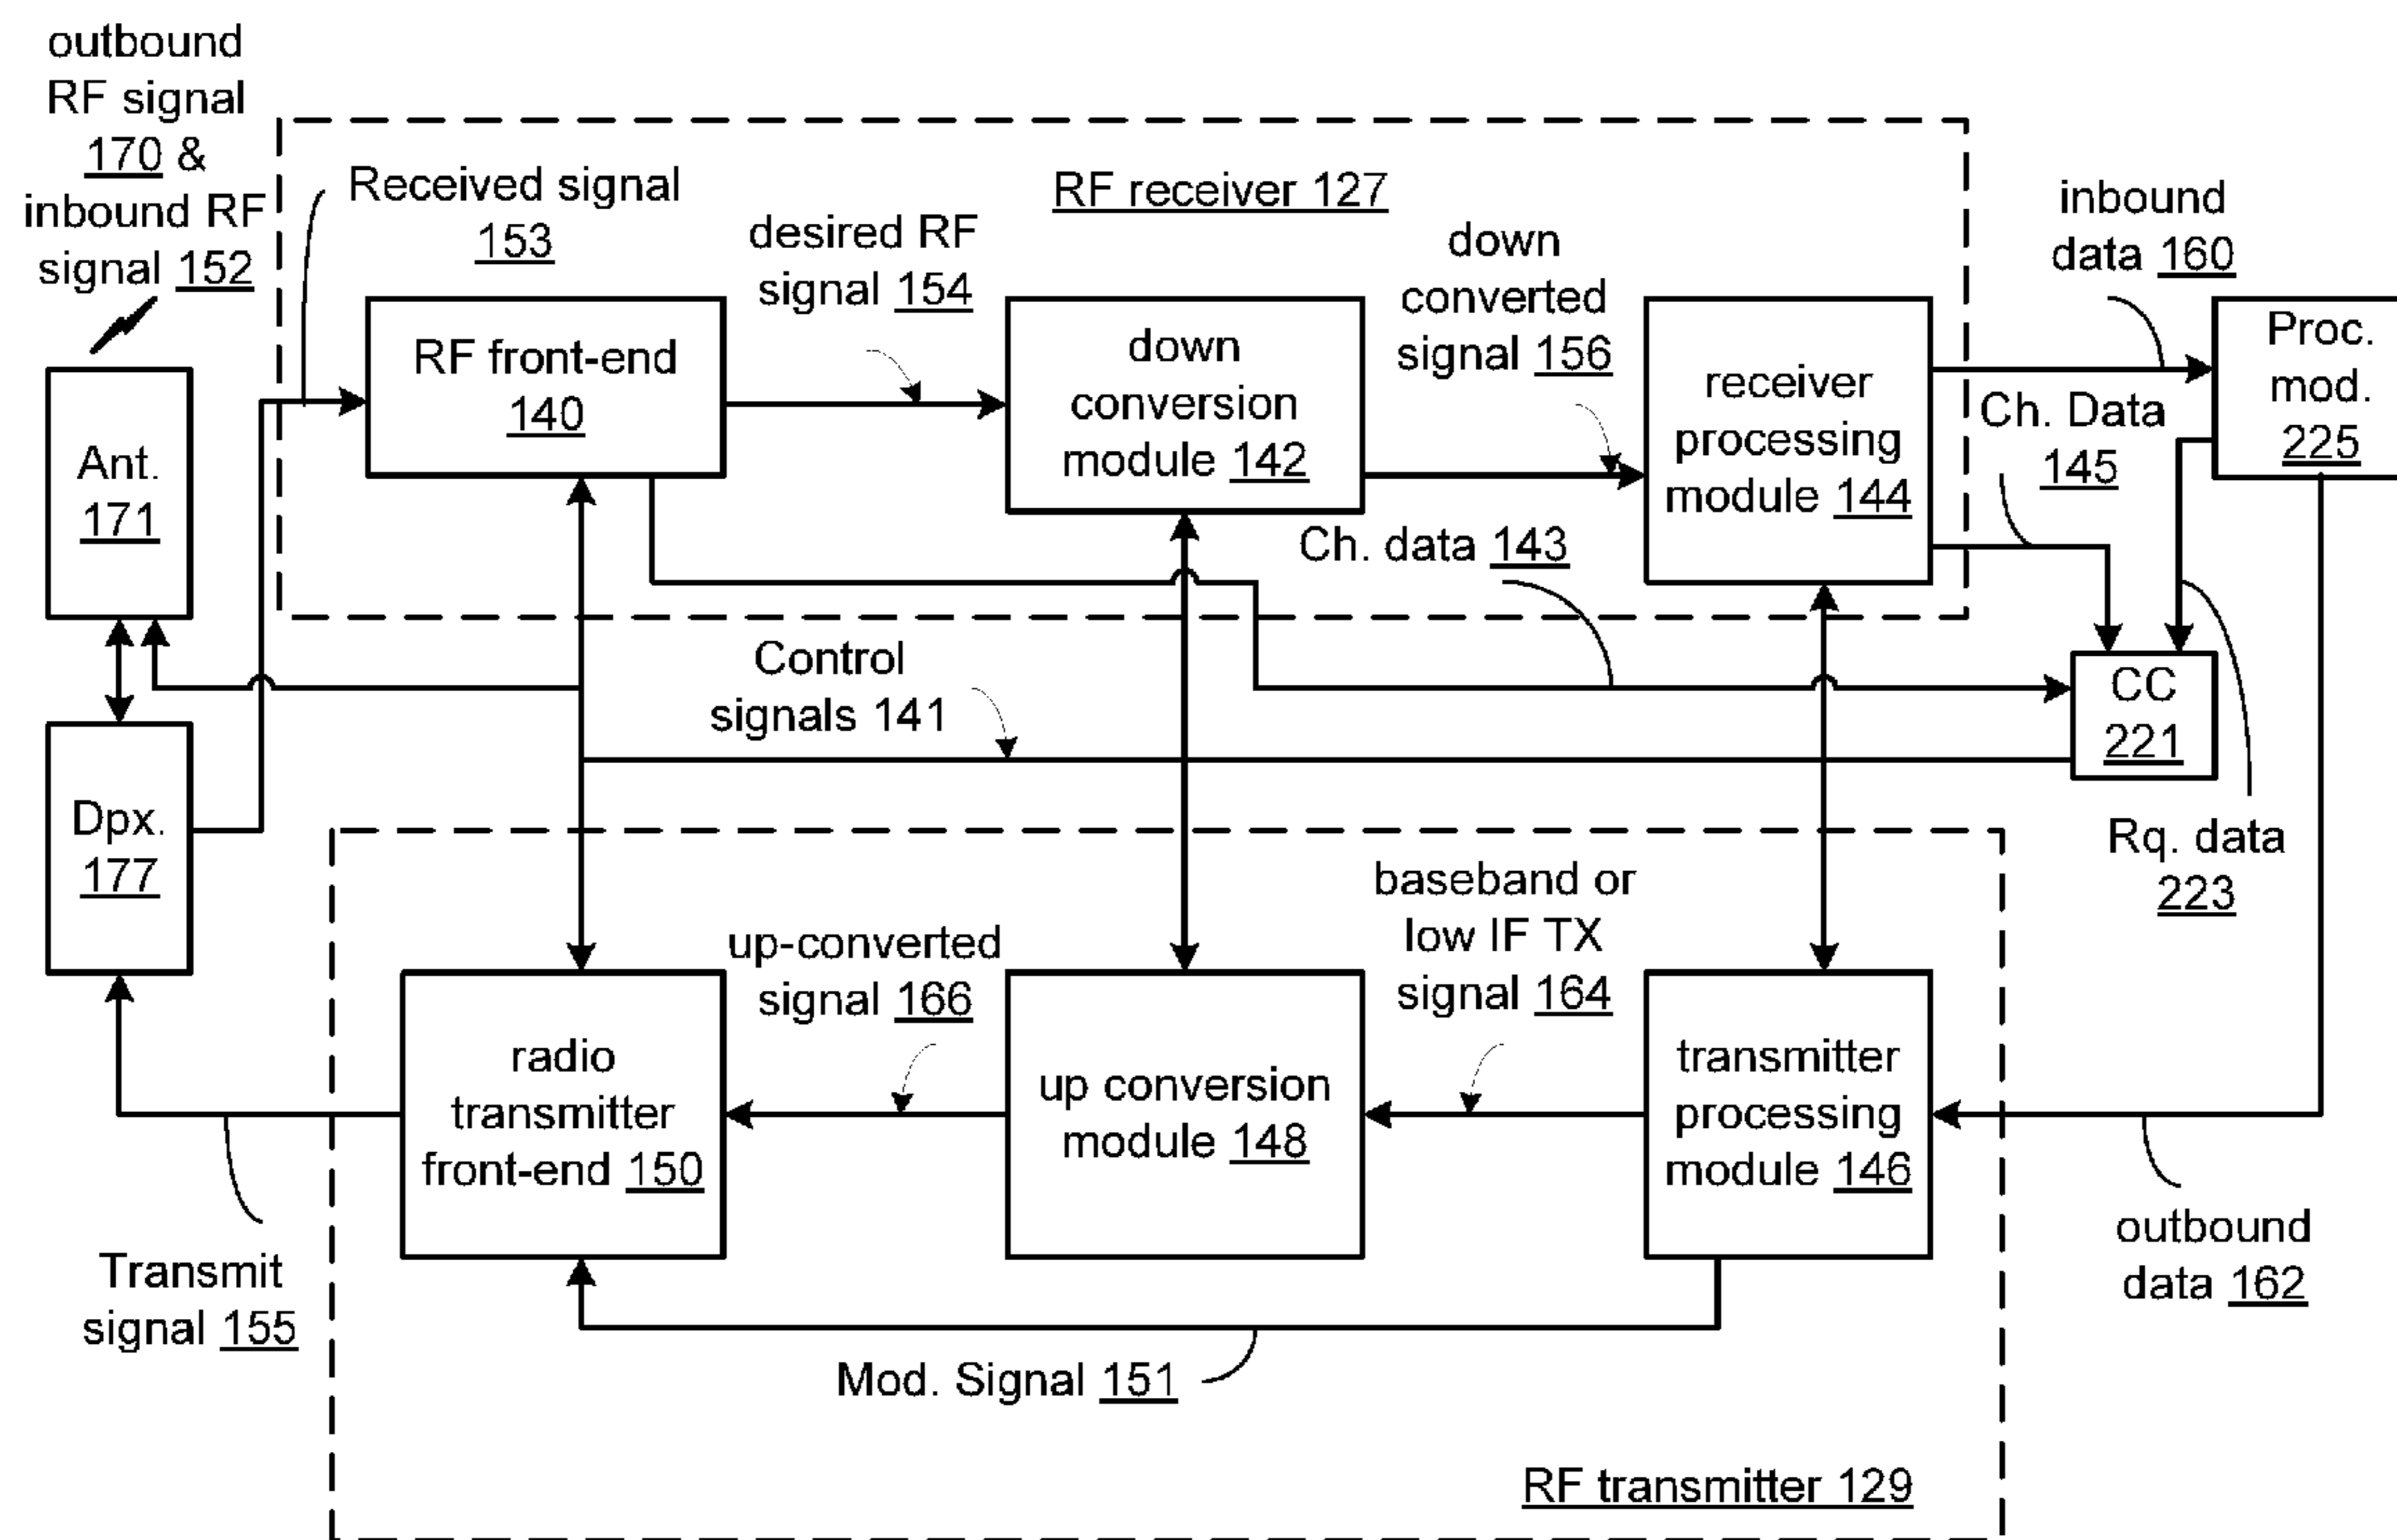 outbound
RF signal
170 &
inbound RF
signal 152
Received signal
153
desired RF
signal 154
RF receiver 127
down
converted
signal 156
inbound
data 160
RF front-end
140
down
conversion
module 142
receiver
processing
module 144
Ch. Data
145
Proc.
mod.
225
Ant.
171
Ch. data 143
Control
signals 141
CC
221
Dpx.
177
Rq. data
223
up-converted
signal 166
baseband or
low IF TX
signal 164
radio
transmitter
front-end 150
up conversion
module 148
transmitter
processing
module 146
outbound
data 162
Transmit
signal 155
Mod. Signal 151
RF transmitter 129